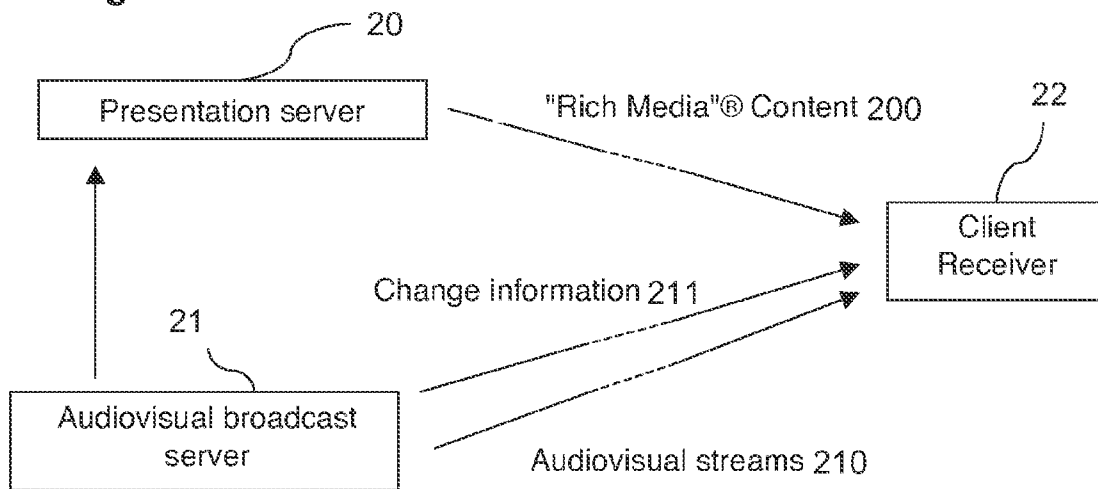 20
Presentation server
"Rich Media"® Content 200
22
Client
Receiver
Change information 211
21
Audiovisual broadcast
server
Audiovisual streams 210